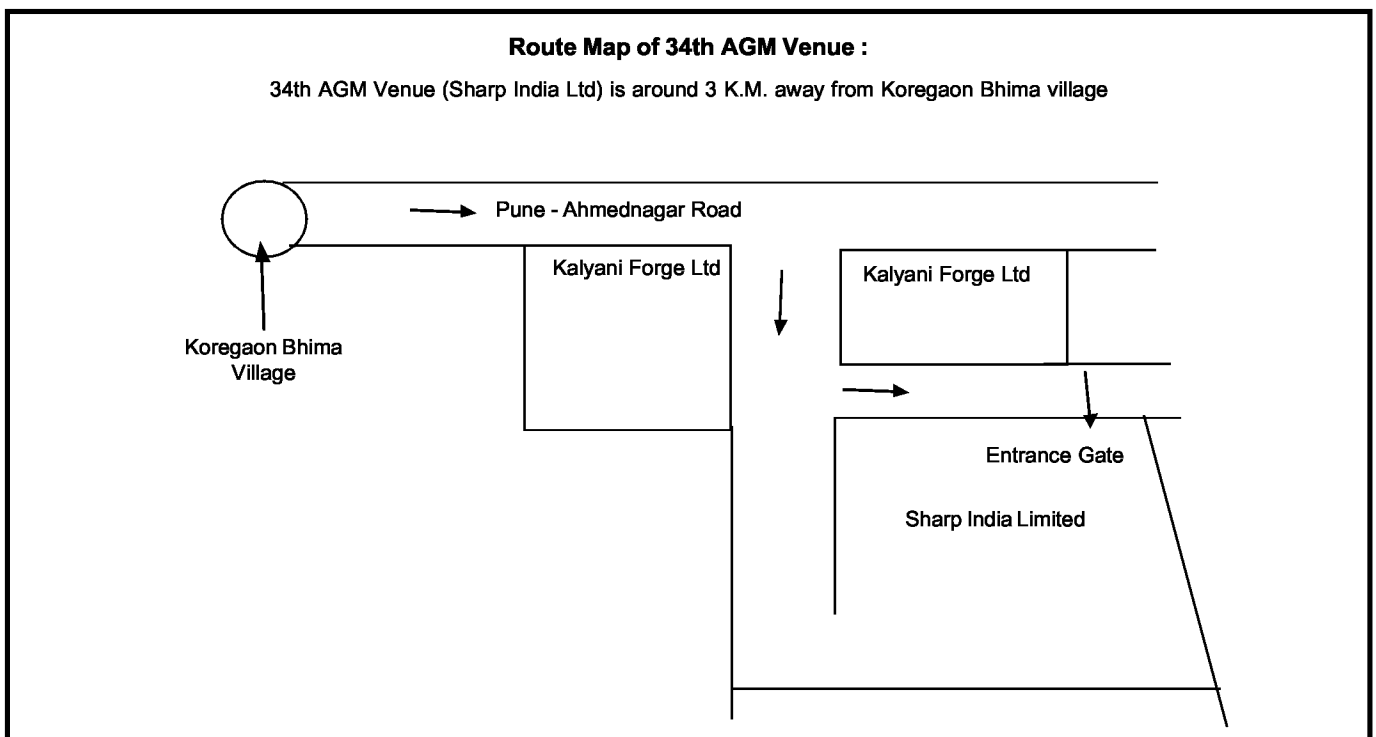 Route Map of 34th AGM Venue :
34th AGM Venue (Sharp India Ltd) is around 3 K.M. away from Koregaon Bhima village
Pune - Ahmednagar Road
Kalyani Forge Ltd
Kalyani Forge Ltd
Koregaon Bhima
Village
Entrance Gate
Sharp India Limited